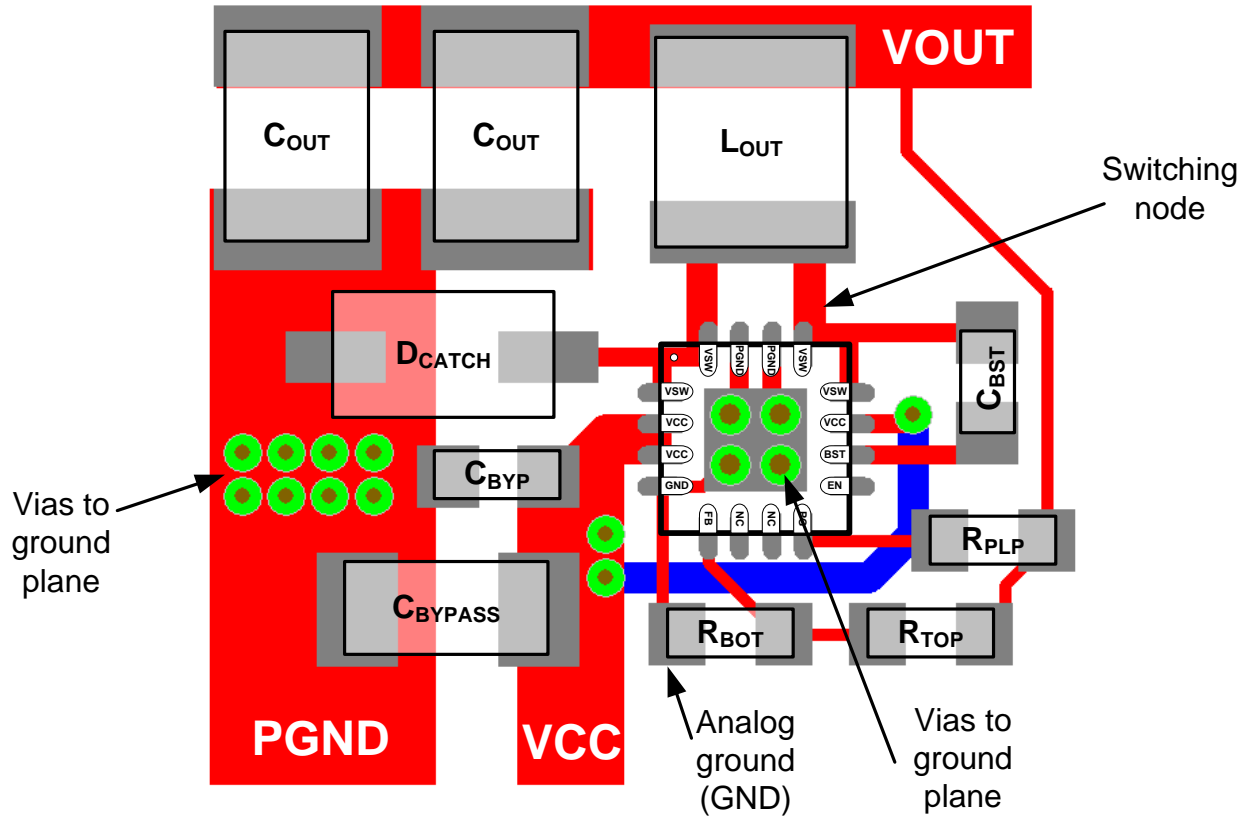 VOUT
COUT
COUT
LOUT
Switching
node
DCATCH
CBST
VSW
PGND
PGND
VSW
VSW
VCC
VCC
GND
VSW
VCC
BST
EN
FB
NC
NC
PG
CBYP
Vias to
ground
plane
RPLP
CBYPASS
RBOT
RTOP
PGND
VCC
Analog
ground
(GND)
Vias to
ground
plane